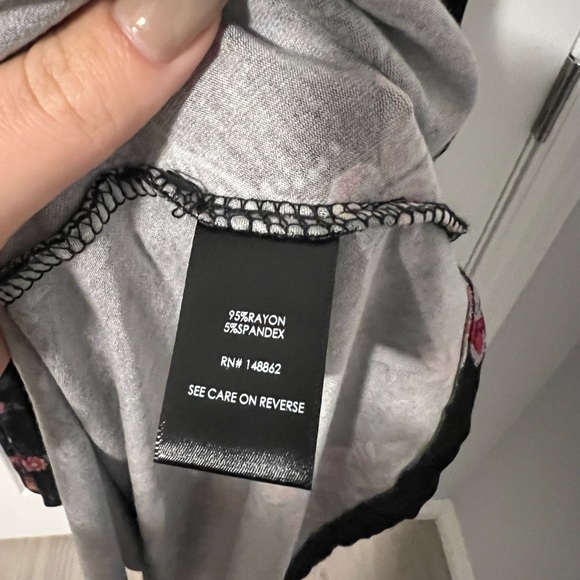 95%RAYON
5%SPANDEX
RN# 148862
SEE CARE ON REVERSE